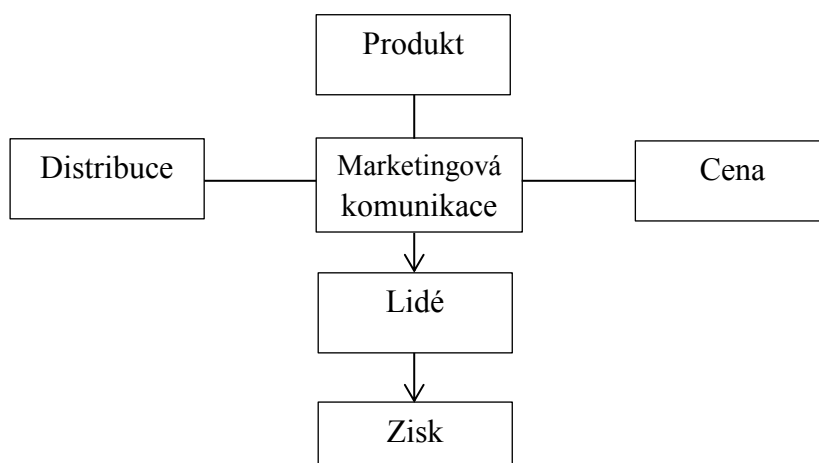 Produkt
Distribuce
Marketingová
komunikace
Cena
Lidé
Zisk